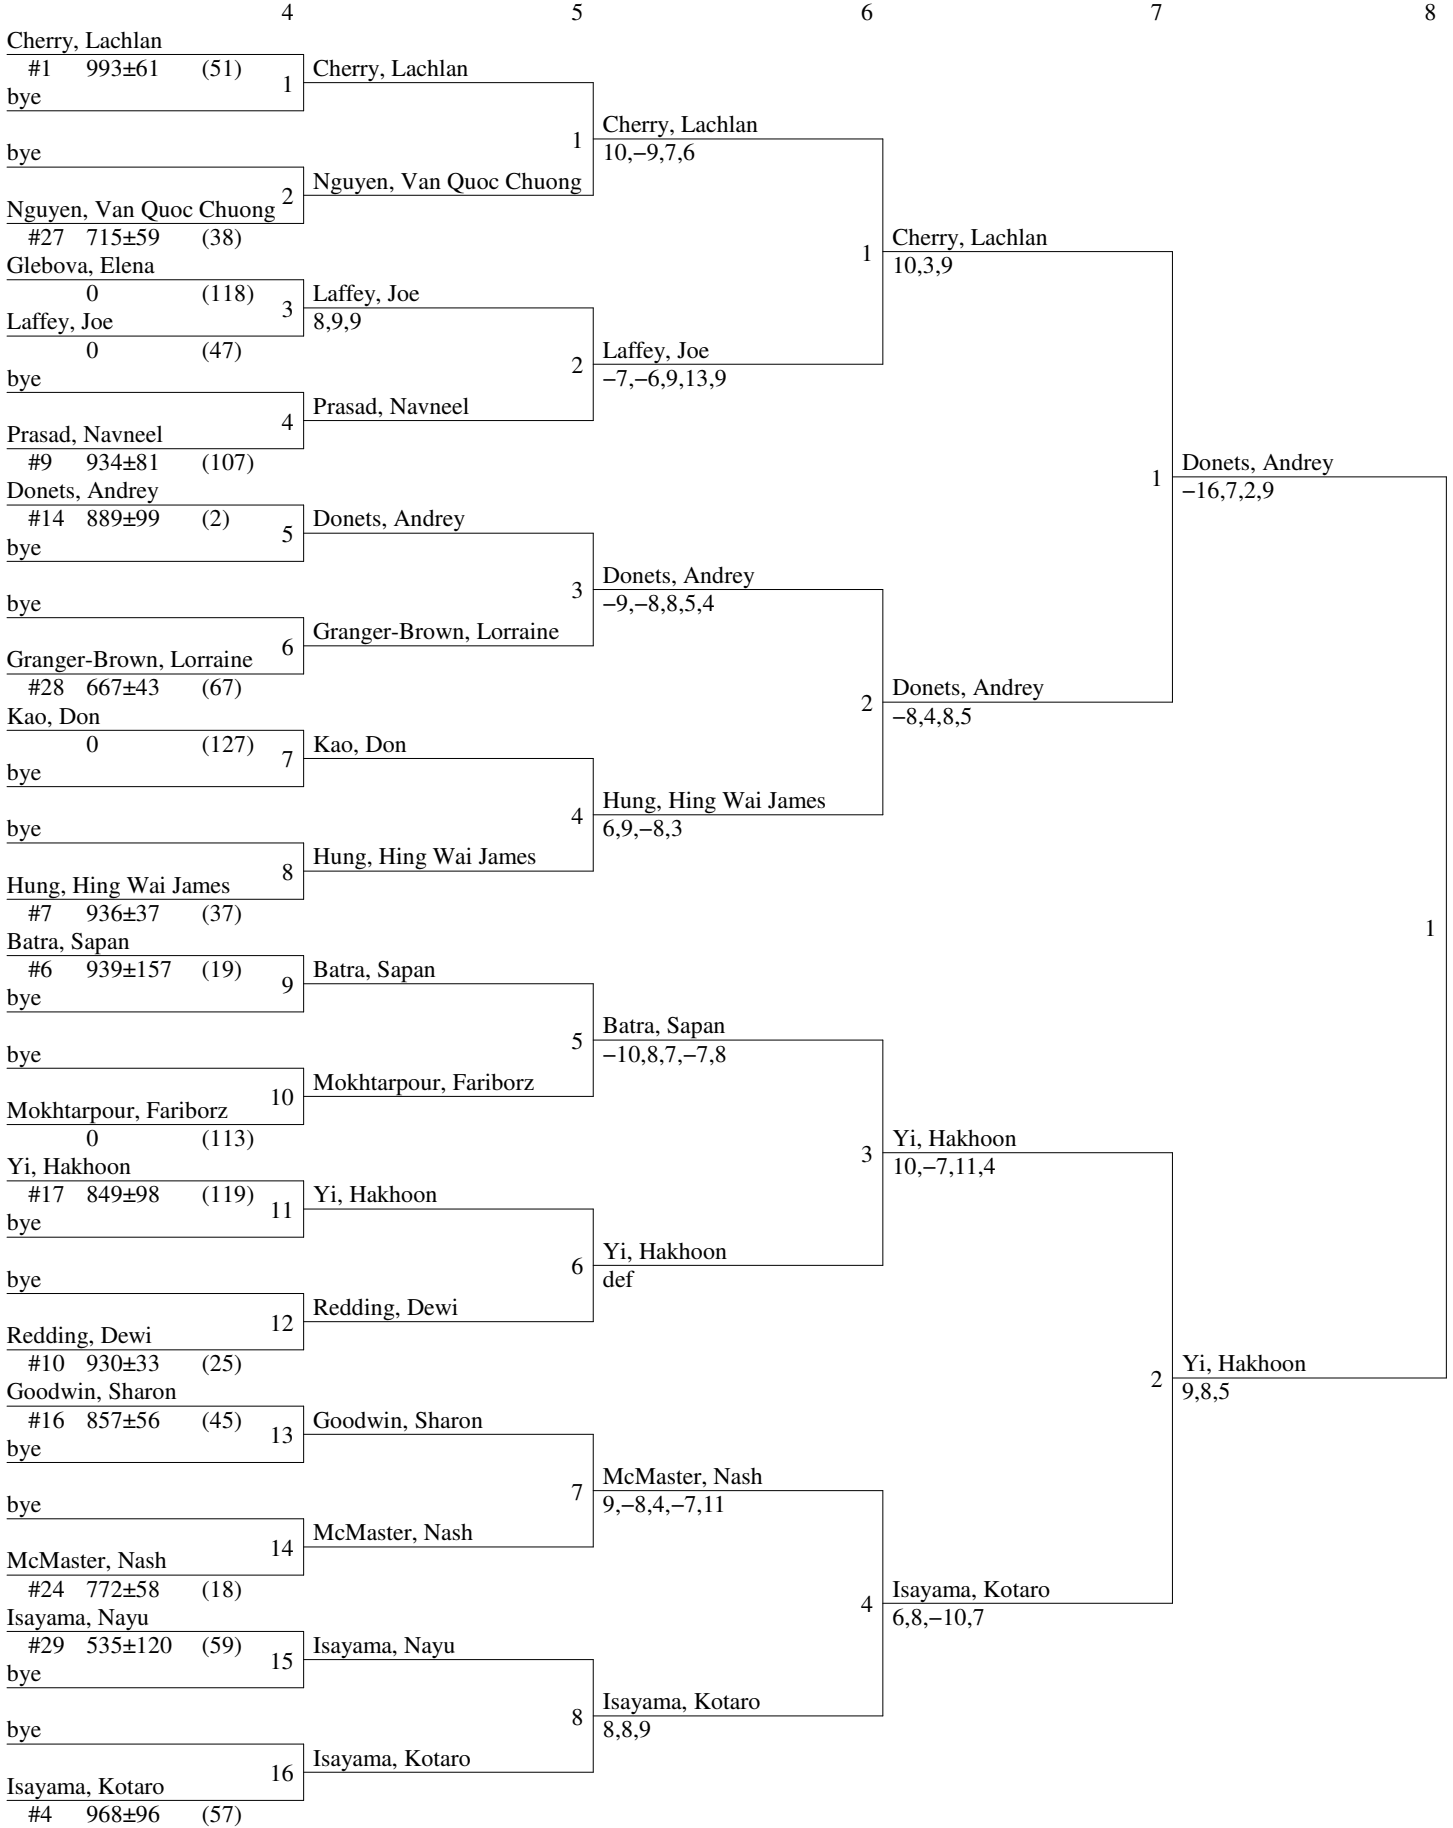 4 5 6 7 8
Cherry, Lachlan
#1 993±61 (51)
1
Cherry, Lachlan
bye
Cherry, Lachlan
1
10,−9,7,6
bye
2
Nguyen, Van Quoc Chuong
Nguyen, Van Quoc Chuong
#27 715±59 (38)
1
Cherry, Lachlan
10,3,9
Glebova, Elena
0 (118)
3
Laffey, Joe
8,9,9
Laffey, Joe
0 (47)
2
Laffey, Joe
−7,−6,9,13,9
bye
4
Prasad, Navneel
Prasad, Navneel
#9 934±81 (107)
1
Donets, Andrey
−16,7,2,9
Donets, Andrey
#14 889±99 (2)
5
Donets, Andrey
bye
3
Donets, Andrey
−9,−8,8,5,4
bye
6
Granger-Brown, Lorraine
Granger-Brown, Lorraine
#28 667±43 (67)
2
Donets, Andrey
−8,4,8,5
Kao, Don
0 (127)
7
Kao, Don
bye
4
Hung, Hing Wai James
6,9,−8,3
bye
8
Hung, Hing Wai James
Hung, Hing Wai James
#7 936±37 (37)
1
Batra, Sapan
#6 939±157 (19)
9
Batra, Sapan
bye
5
Batra, Sapan
−10,8,7,−7,8
bye
10
Mokhtarpour, Fariborz
Mokhtarpour, Fariborz
0 (113)
3
Yi, Hakhoon
10,−7,11,4
Yi, Hakhoon
#17 849±98 (119)
11
Yi, Hakhoon
bye
6
Yi, Hakhoon
def
bye
12
Redding, Dewi
Redding, Dewi
#10 930±33 (25)
2
Yi, Hakhoon
9,8,5
Goodwin, Sharon
#16 857±56 (45)
13
Goodwin, Sharon
bye
7
McMaster, Nash
9,−8,4,−7,11
bye
14
McMaster, Nash
McMaster, Nash
#24 772±58 (18)
4
Isayama, Kotaro
6,8,−10,7
Isayama, Nayu
#29 535±120 (59)
15
Isayama, Nayu
bye
8
Isayama, Kotaro
8,8,9
bye
16
Isayama, Kotaro
Isayama, Kotaro
#4 968±96 (57)